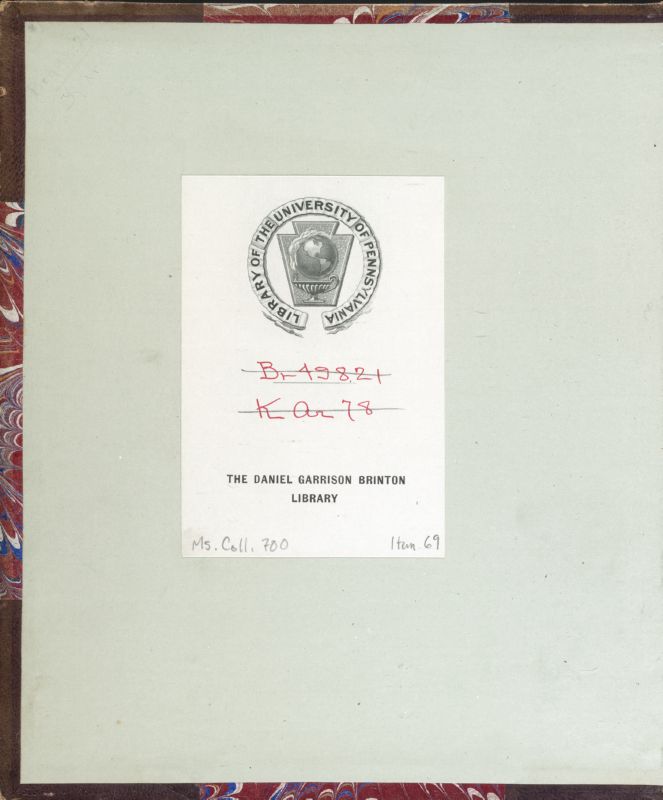 LIBRARY OF THE UNIVERSITY OF PENNSYLVANIA
Br 498.21
K Ar 78
THE DANIEL GARRISON BRINTON
LIBRARY
Ms. Coll. 700
Item 69